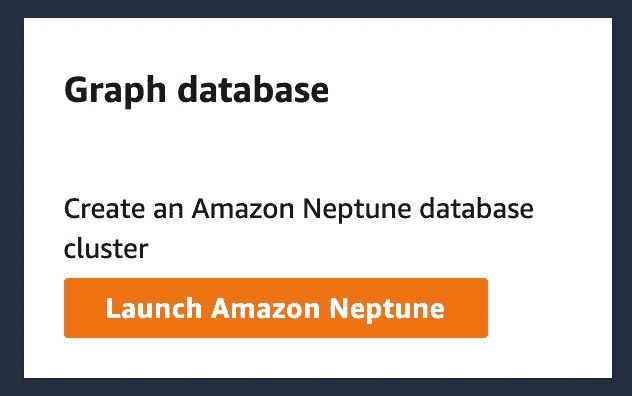 Graph database
Create an Amazon Neptune database
cluster
Launch Amazon Neptune